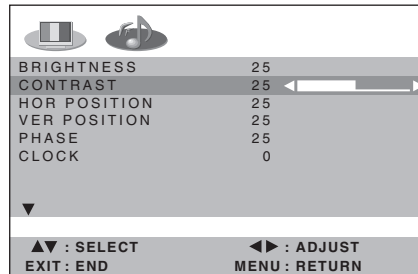 BRIGHTNESS 25
CONTRAST 25
HOR POSITION 25
VER POSITION 25
PHASE 25
CLOCK 0
▼
▲▼ : SELECT ◀▶ : ADJUST
EXIT : END MENU : RETURN